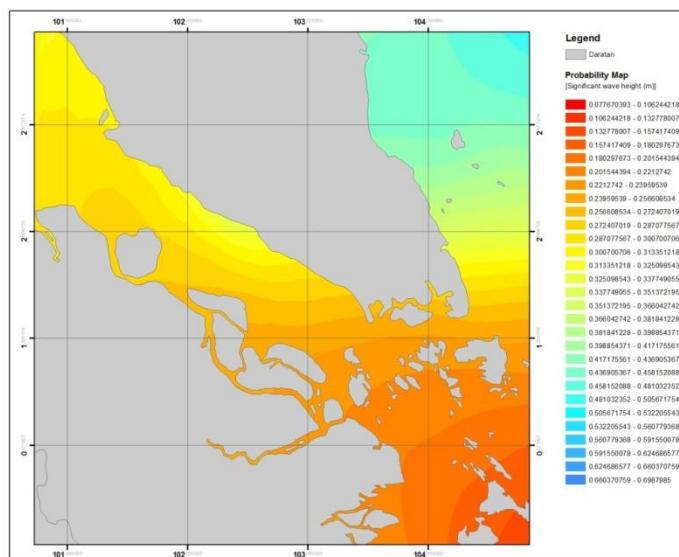 101
102
103
104
2
2
1
0
101
102
103
104
2
2
1
0
Legend
Daratan
Probability Map
[Significant wave height (m)]
0.077670393 - 0.106244218
0.106244218 - 0.132778007
0.132778007 - 0.157417409
0.157417409 - 0.180297673
0.180297673 - 0.201544394
0.201544394 - 0.2212742
0.2212742 - 0.23959539
0.23959539 - 0.256608534
0.256608534 - 0.272407019
0.272407019 - 0.287077567
0.287077567 - 0.300700706
0.300700706 - 0.313351218
0.313351218 - 0.325098543
0.325098543 - 0.337749055
0.337749055 - 0.351372195
0.351372195 - 0.366042742
0.366042742 - 0.381841228
0.381841228 - 0.398854371
0.398854371 - 0.417175561
0.417175561 - 0.436905367
0.436905367 - 0.458152088
0.458152088 - 0.481032352
0.481032352 - 0.505671754
0.505671754 - 0.532205543
0.532205543 - 0.560779368
0.560779368 - 0.591550078
0.591550078 - 0.624686577
0.624686577 - 0.660370759
0.660370759 - 0.6987985